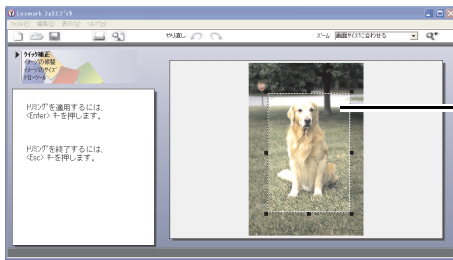 Lexmark フォトエディタ
ファイル(F) 編集(E) 表示(V) ヘルプ(H)
やり直し
ズーム 画面サイズに合わせる
クイック補正
イメージの修整
イメージのサイズ
ドローツール
トリミングを適用するには、
<Enter> キーを押します。
トリミングを終了するには、
<Esc> キーを押します。